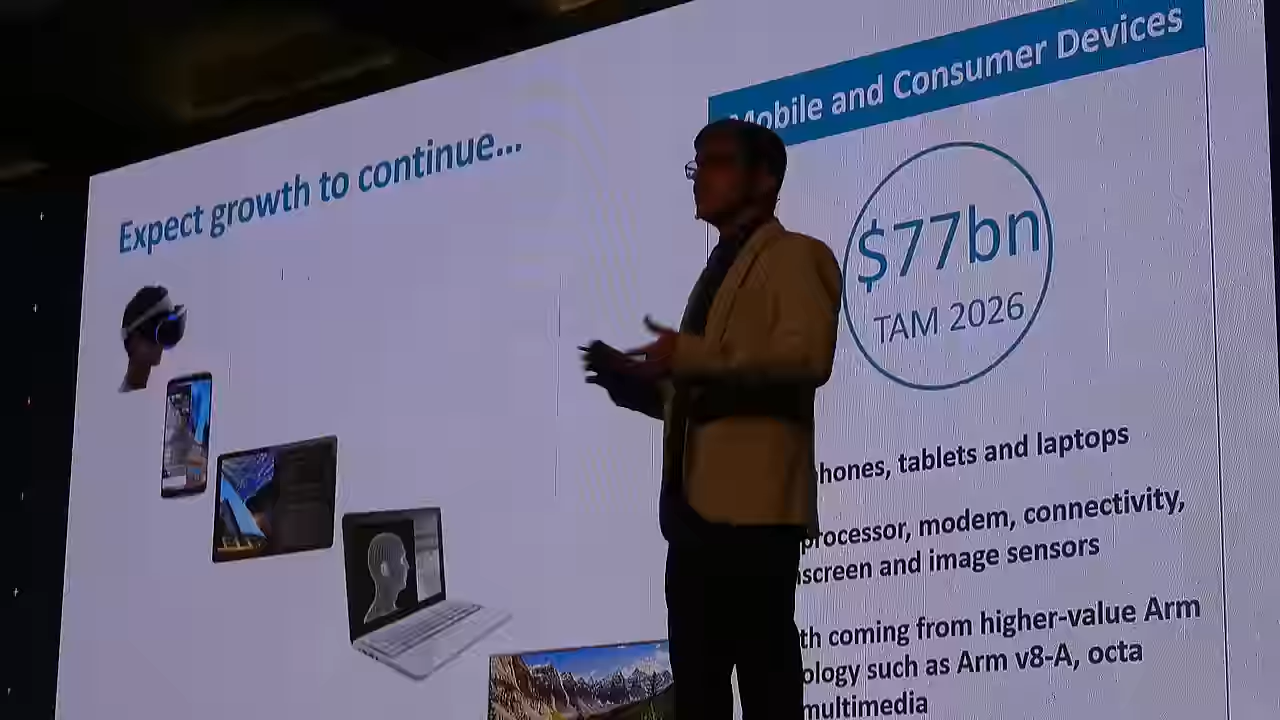 Mobile and Consumer Devices
Expect growth to continue...
$77bn
TAM 2026
hones, tablets and laptops
processor, modem, connectivity,
screen and image sensors
th coming from higher-value Arm
ology such as Arm v8-A, octa
multimedia